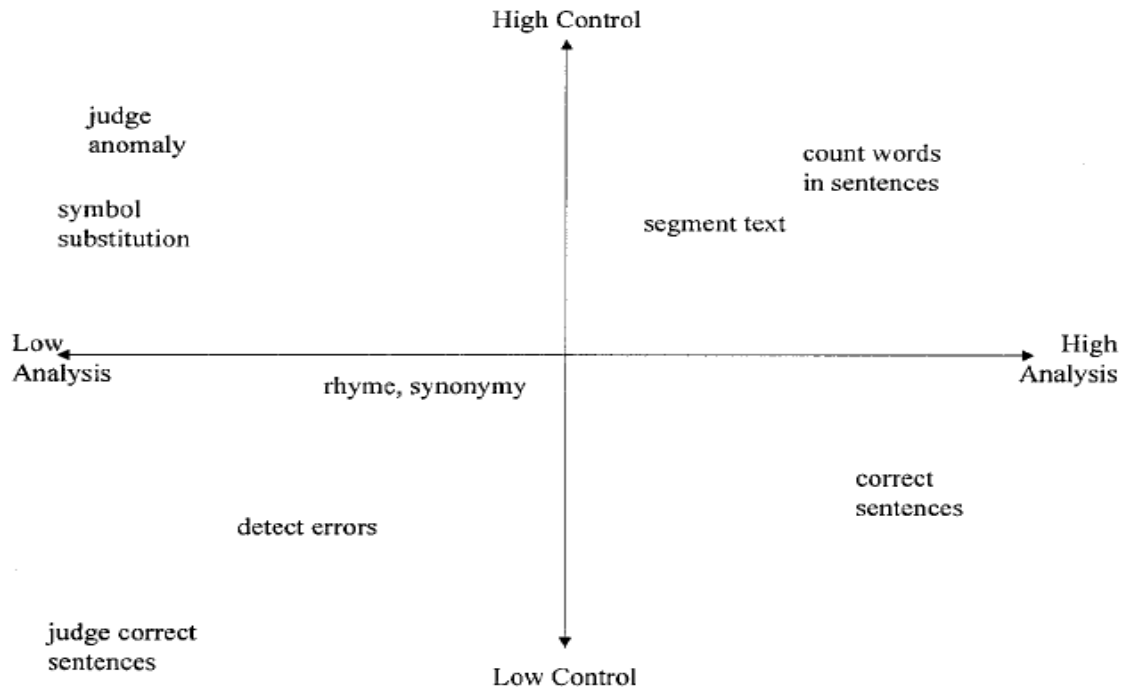 High Control
judge
anomaly
count words
in sentences
symbol
substitution
segment text
Low
Analysis
High
Analysis
rhyme, synonymy
correct
sentences
detect errors
judge correct
sentences
Low Control